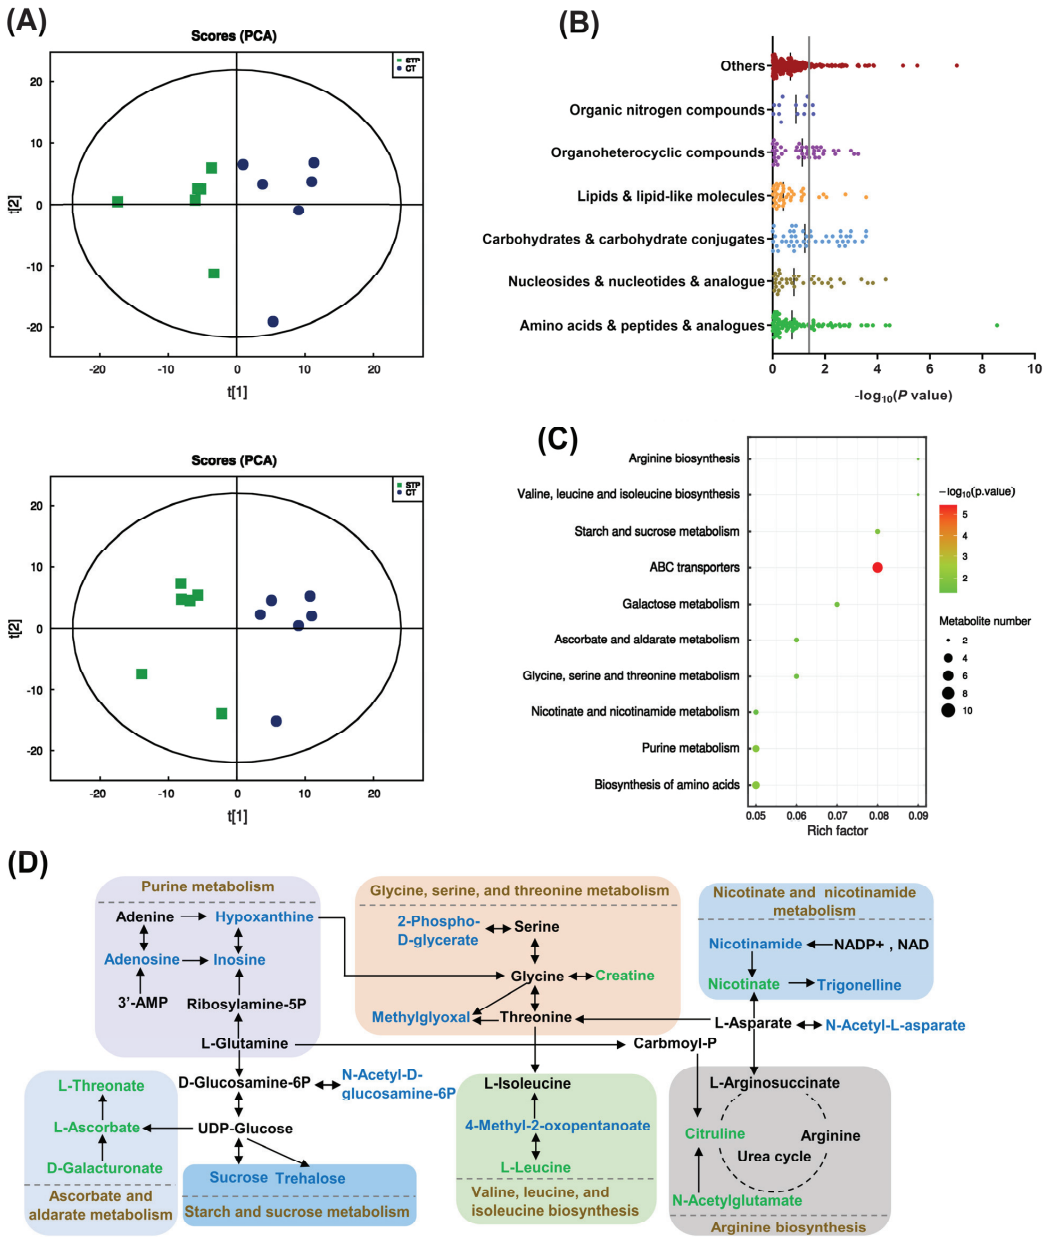 (A)
Scores (PCA)
STP
CT
20
10
0
-10
-20
t[2]
-20
-10
0
10
20
t[1]
(B)
Others
Organic nitrogen compounds
Organoheterocyclic compounds
Lipids & lipid-like molecules
Carbohydrates & carbohydrate conjugates
Nucleosides & nucleotides & analogue
Amino acids & peptides & analogues
0
2
4
6
8
10
-log10(P value)
Scores (PCA)
STP
CT
20
10
0
-10
-20
t[2]
-20
-10
0
10
20
t[1]
(C)
Arginine biosynthesis
Valine, leucine and isoleucine biosynthesis
Starch and sucrose metabolism
ABC transporters
Galactose metabolism
Ascorbate and aldarate metabolism
Glycine, serine and threonine metabolism
Nicotinate and nicotinamide metabolism
Purine metabolism
Biosynthesis of amino acids
0.05
0.06
0.07
0.08
0.09
Rich factor
−log10(p.value)
5
4
3
2
Metabolite number
2
4
6
8
10
(D)
Purine metabolism
Adenine
Hypoxanthine
Adenosine
Inosine
3'-AMP
Ribosylamine-5P
L-Glutamine
Glycine, serine, and threonine metabolism
2-Phospho-
D-glycerate
Serine
Glycine
Creatine
Methylglyoxal
Threonine
Nicotinate and nicotinamide
metabolism
Nicotinamide
NADP+ , NAD
Nicotinate
Trigonelline
L-Asparate
N-Acetyl-L-asparate
Carbmoyl-P
D-Glucosamine-6P
N-Acetyl-D-
glucosamine-6P
UDP-Glucose
L-Threonate
L-Ascorbate
D-Galacturonate
Ascorbate and
aldarate metabolism
Sucrose
Trehalose
Starch and sucrose metabolism
L-Isoleucine
4-Methyl-2-oxopentanoate
L-Leucine
Valine, leucine, and
isoleucine biosynthesis
L-Arginosuccinate
Citruline
Arginine
Urea cycle
N-Acetylglutamate
Arginine biosynthesis